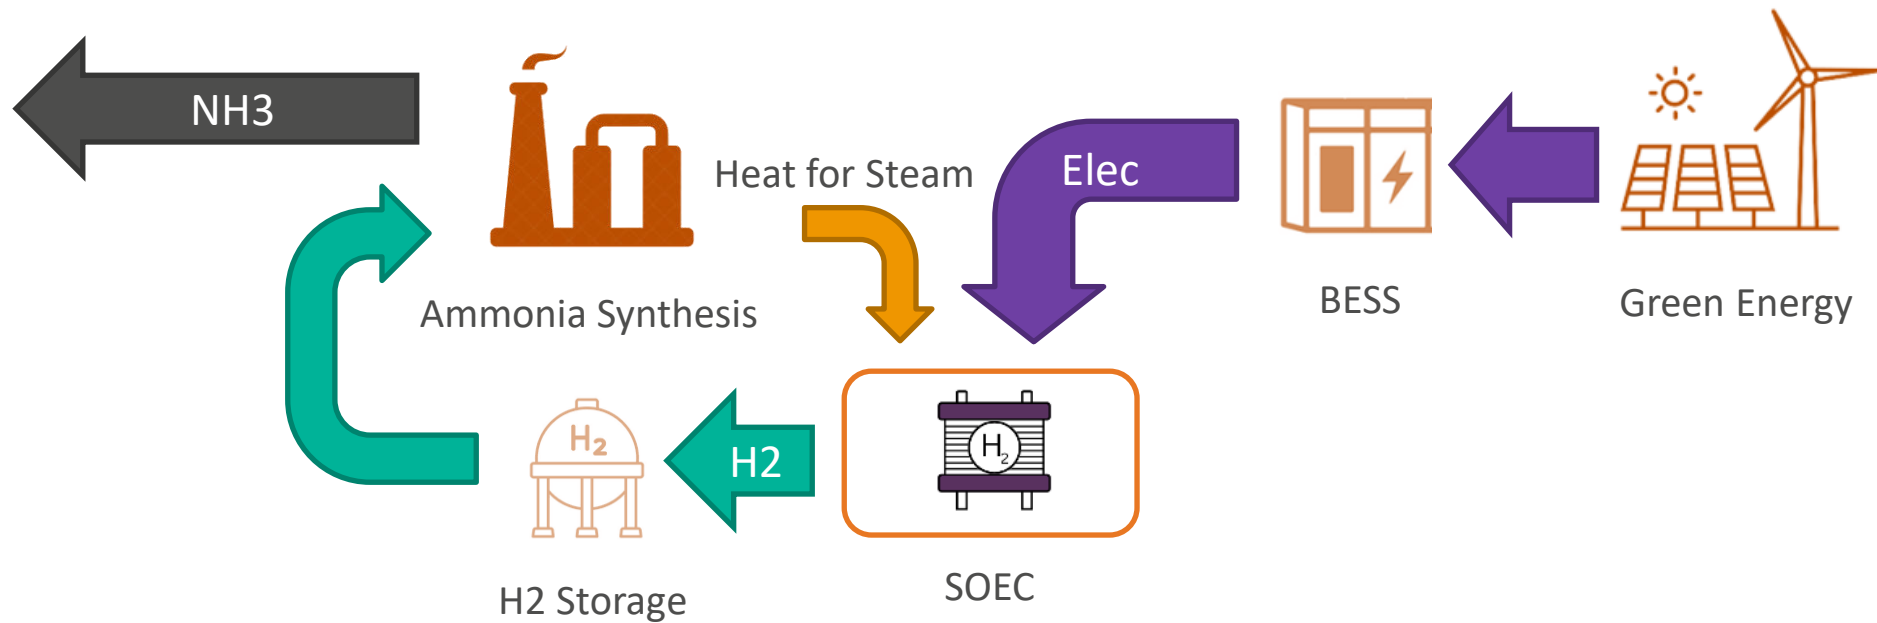 NH3
Heat for Steam
Elec
Ammonia Synthesis
BESS
Green Energy
H2
H2
H2
H2 Storage
SOEC